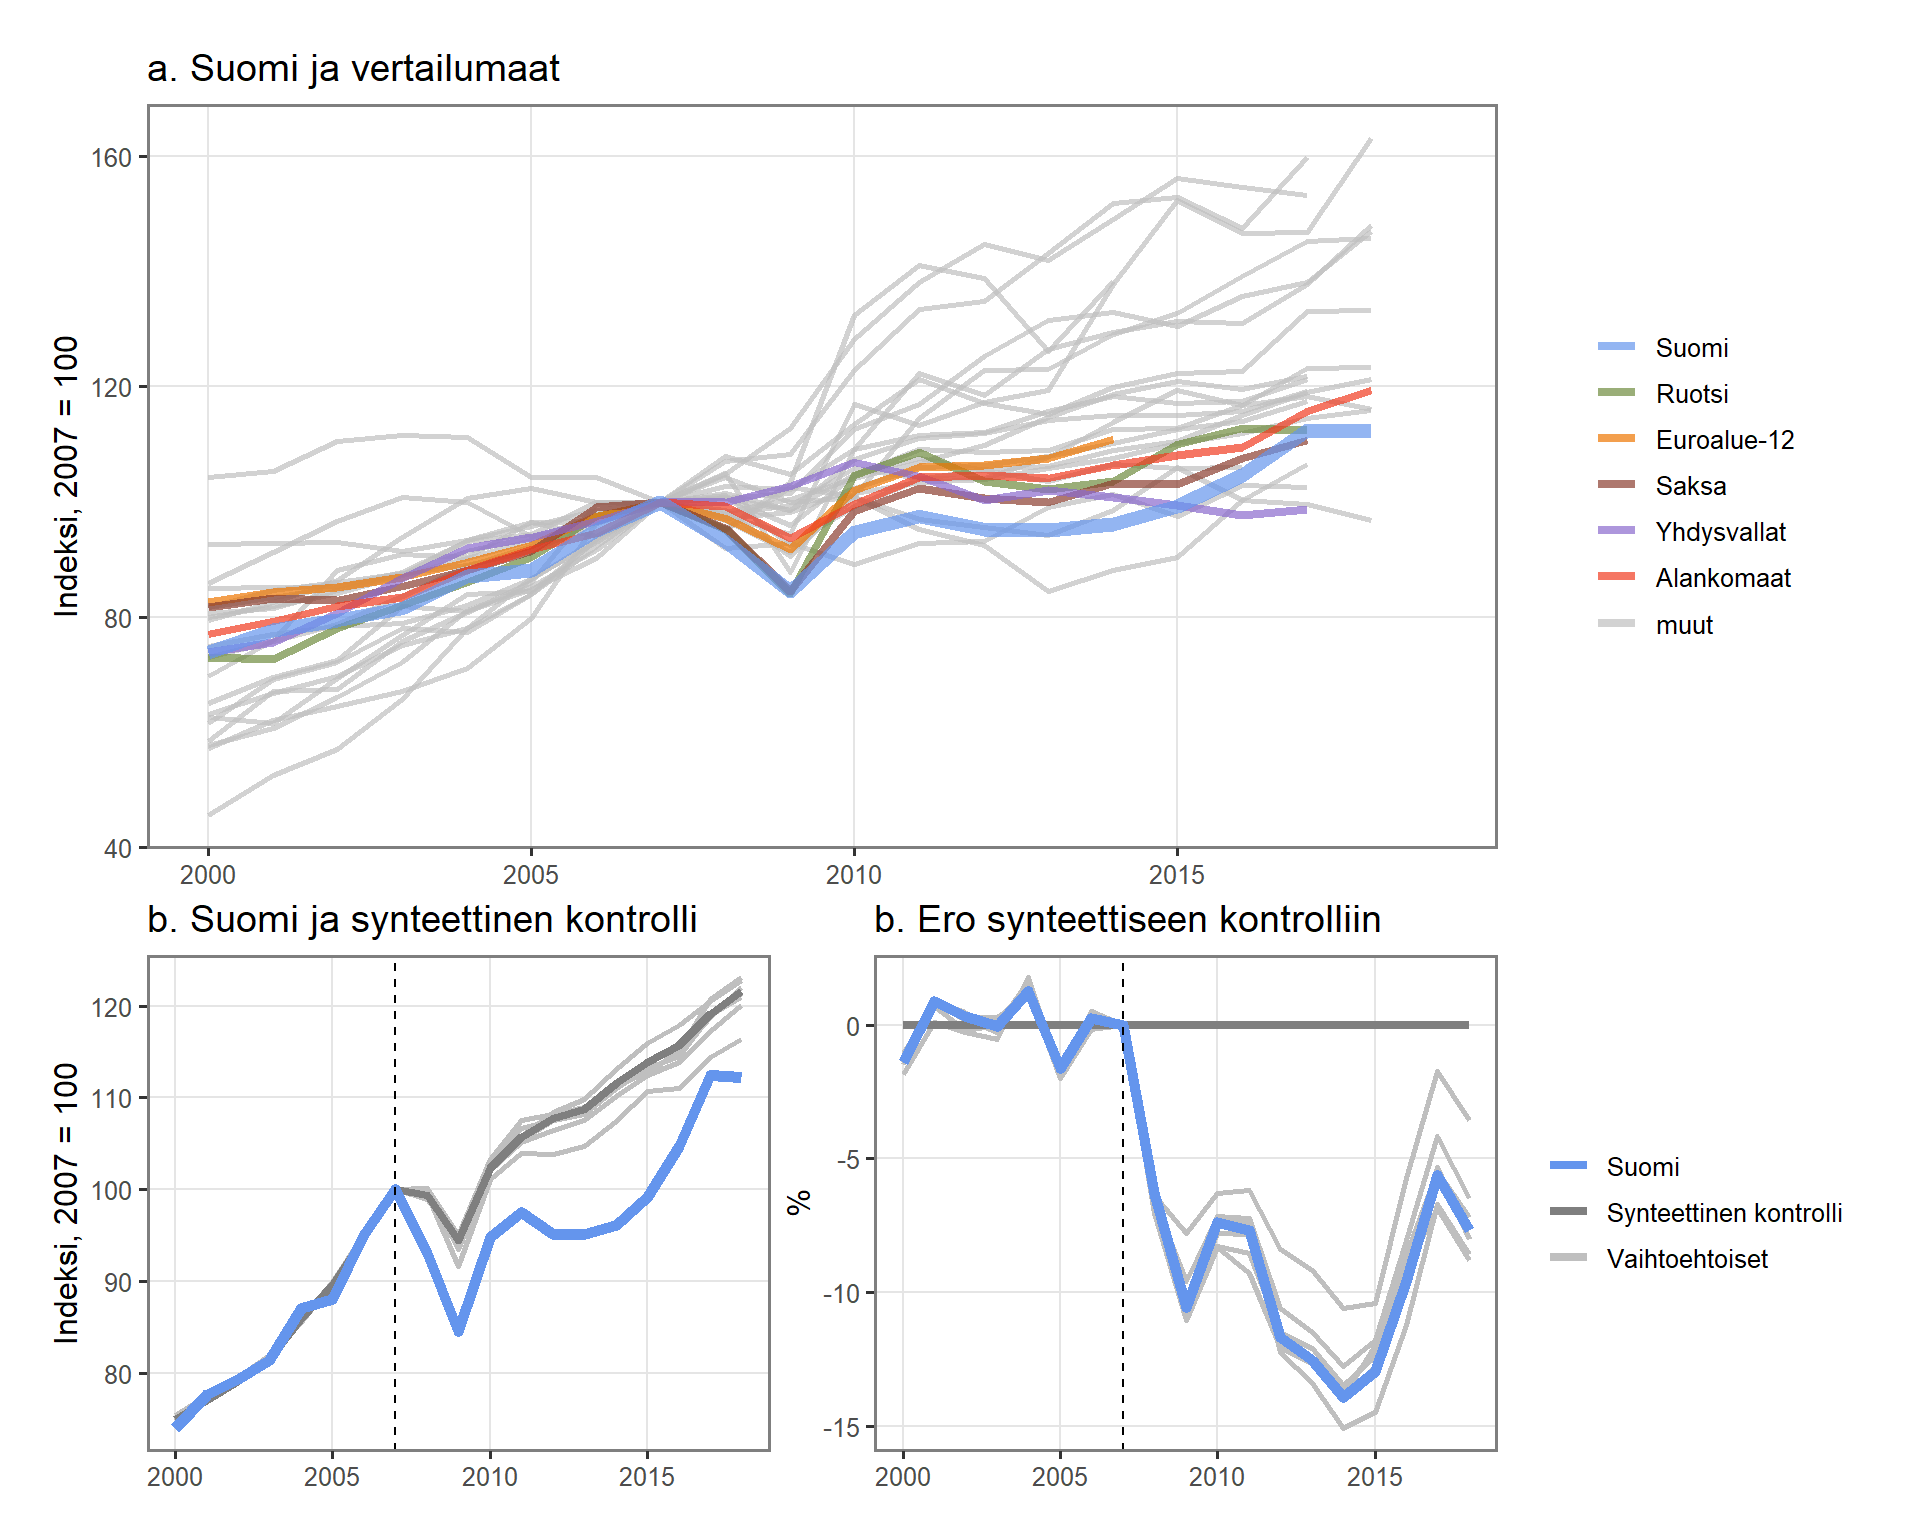 a. Suomi ja vertailumaat
Indeksi, 2007 = 100
160
120
80
40
2000 2005 2010 2015
Suomi
Ruotsi
Euroalue-12
Saksa
Yhdysvallat
Alankomaat
muut
b. Suomi ja synteettinen kontrolli
Indeksi, 2007 = 100
120
110
100
90
80
2000 2005 2010 2015
b. Ero synteettiseen kontrolliin
%
0
-5
-10
-15
2000 2005 2010 2015
Suomi
Synteettinen kontrolli
Vaihtoehtoiset